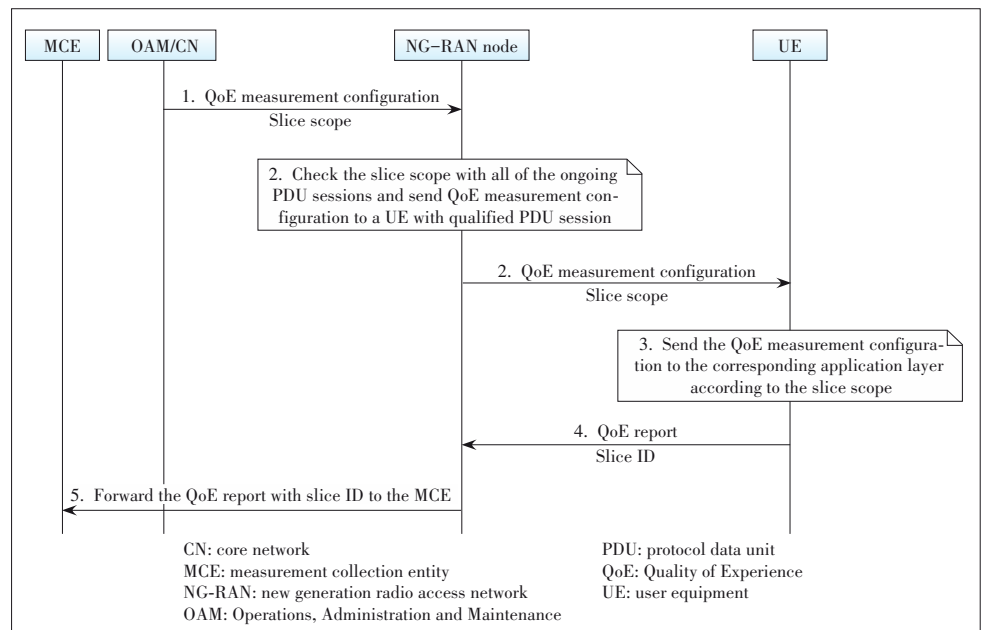 MCE
OAM/CN
NG-RAN node
UE
1. QoE measurement configuration
Slice scope
2. Check the slice scope with all of the ongoing
PDU sessions and send QoE measurement con-
figuration to a UE with qualified PDU session
2. QoE measurement configuration
Slice scope
3. Send the QoE measurement configura-
tion to the corresponding application layer
according to the slice scope
4. QoE report
Slice ID
5. Forward the QoE report with slice ID to the MCE
CN: core network
MCE: measurement collection entity
NG-RAN: new generation radio access network
OAM: Operations, Administration and Maintenance
PDU: protocol data unit
QoE: Quality of Experience
UE: user equipment